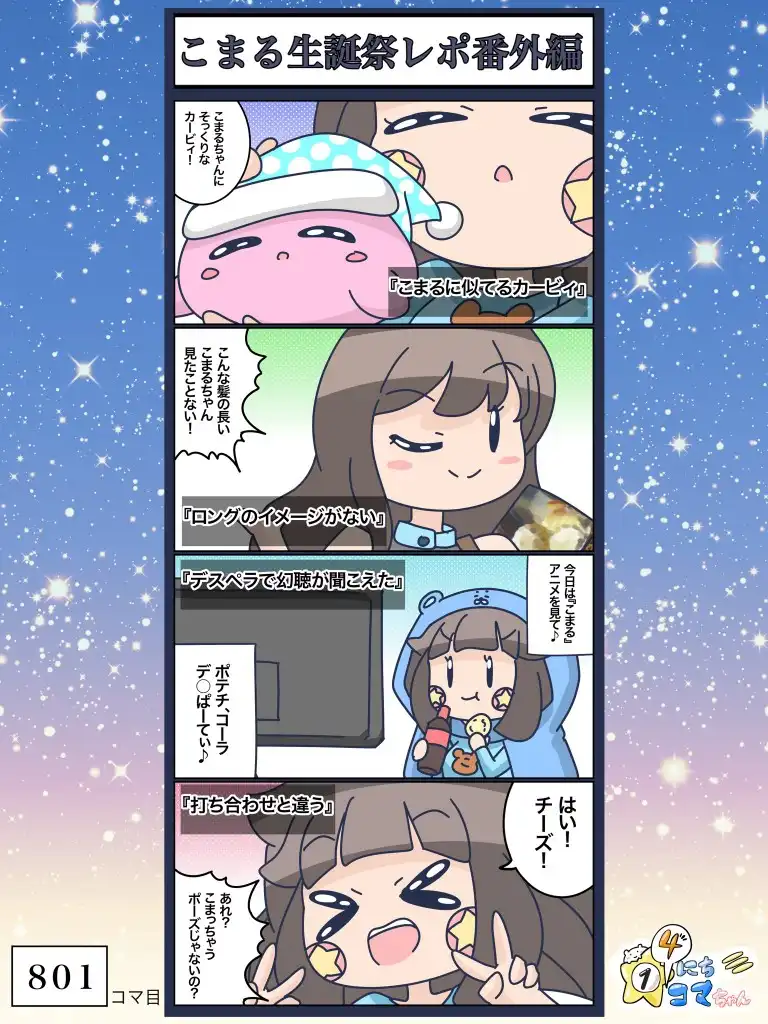 こまる生誕祭レポ番外編
こまるちゃんに
そっくりな
カービィ!
『こまるに似てるカービィ』
こんな髪の長い
こまるちゃん
見たことない!
『ロングのイメージがない』
『デスペラで幻聴が聞こえた』
今日は『こまる』
アニメを見て♪
ポテチ、コーラ
デ〇ぱーてぃ♪
『打ち合わせと違う』
はい!
チーズ!
あれ?
こまっちゃう
ポーズじゃないの?
801
コマ目
1
4
にち
コマ
ちゃん